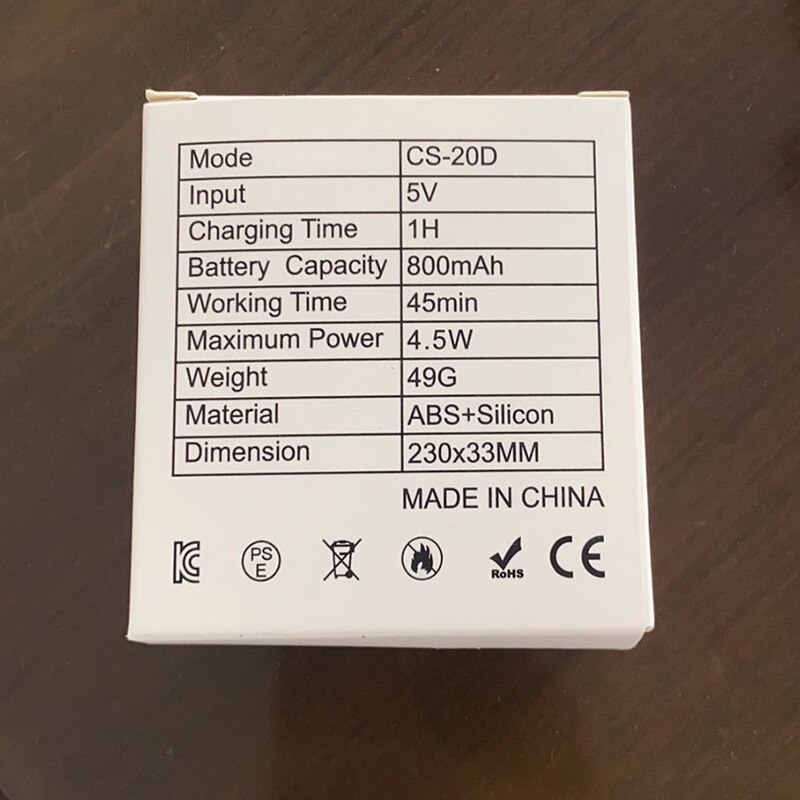 Mode CS-20D
Input 5V
Charging Time 1H
Battery Capacity 800mAh
Working Time 45min
Maximum Power 4.5W
Weight 49G
Material ABS+Silicon
Dimension 230x33MM
MADE IN CHINA
KC PS E RoHS CE